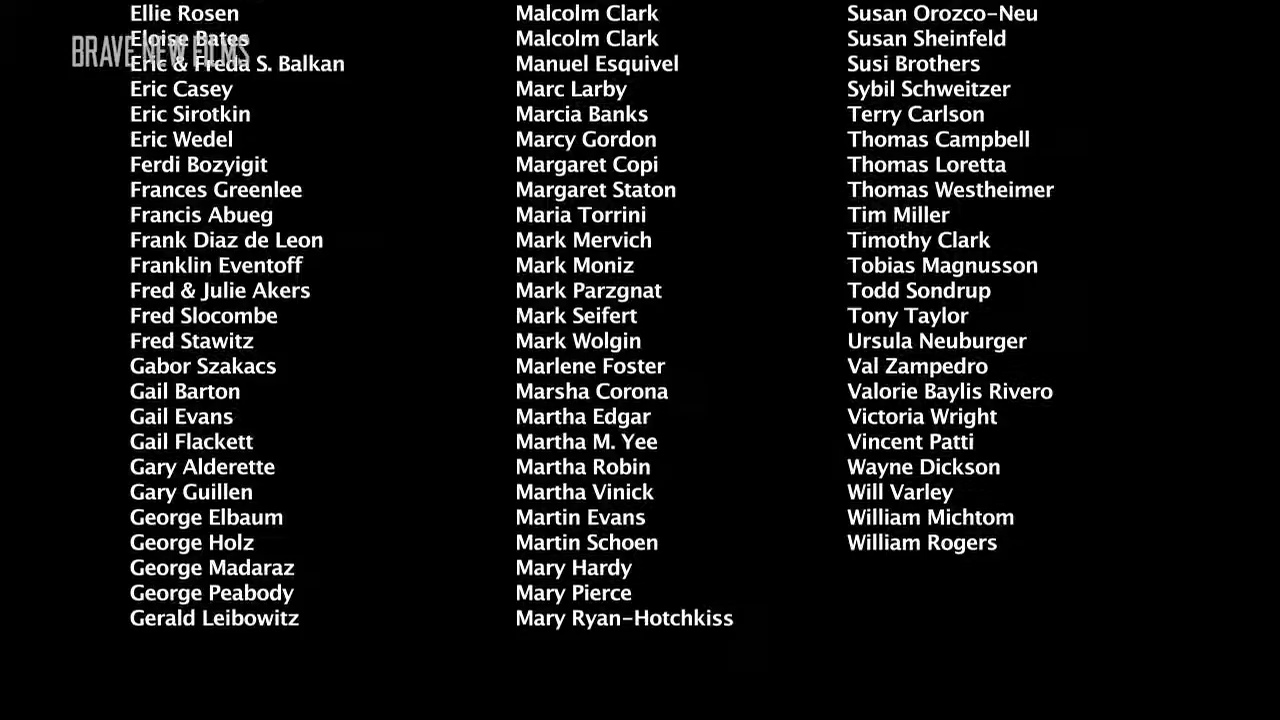 BRAVE NEW FILMS
Ellie Rosen
Eloise Bates
Eric & Freda S. Balkan
Eric Casey
Eric Sirotkin
Eric Wedel
Ferdi Bozyigit
Frances Greenlee
Francis Abueg
Frank Diaz de Leon
Franklin Eventoff
Fred & Julie Akers
Fred Slocombe
Fred Stawitz
Gabor Szakacs
Gail Barton
Gail Evans
Gail Flackett
Gary Alderette
Gary Guillen
George Elbaum
George Holz
George Madaraz
George Peabody
Gerald Leibowitz
Malcolm Clark
Malcolm Clark
Manuel Esquivel
Marc Larby
Marcia Banks
Marcy Gordon
Margaret Copi
Margaret Staton
Maria Torrini
Mark Mervich
Mark Moniz
Mark Parzgnat
Mark Seifert
Mark Wolgin
Marlene Foster
Marsha Corona
Martha Edgar
Martha M. Yee
Martha Robin
Martha Vinick
Martin Evans
Martin Schoen
Mary Hardy
Mary Pierce
Mary Ryan-Hotchkiss
Susan Orozco-Neu
Susan Sheinfeld
Susi Brothers
Sybil Schweitzer
Terry Carlson
Thomas Campbell
Thomas Loretta
Thomas Westheimer
Tim Miller
Timothy Clark
Tobias Magnusson
Todd Sondrup
Tony Taylor
Ursula Neuburger
Val Zampedro
Valorie Baylis Rivero
Victoria Wright
Vincent Patti
Wayne Dickson
Will Varley
William Michtom
William Rogers